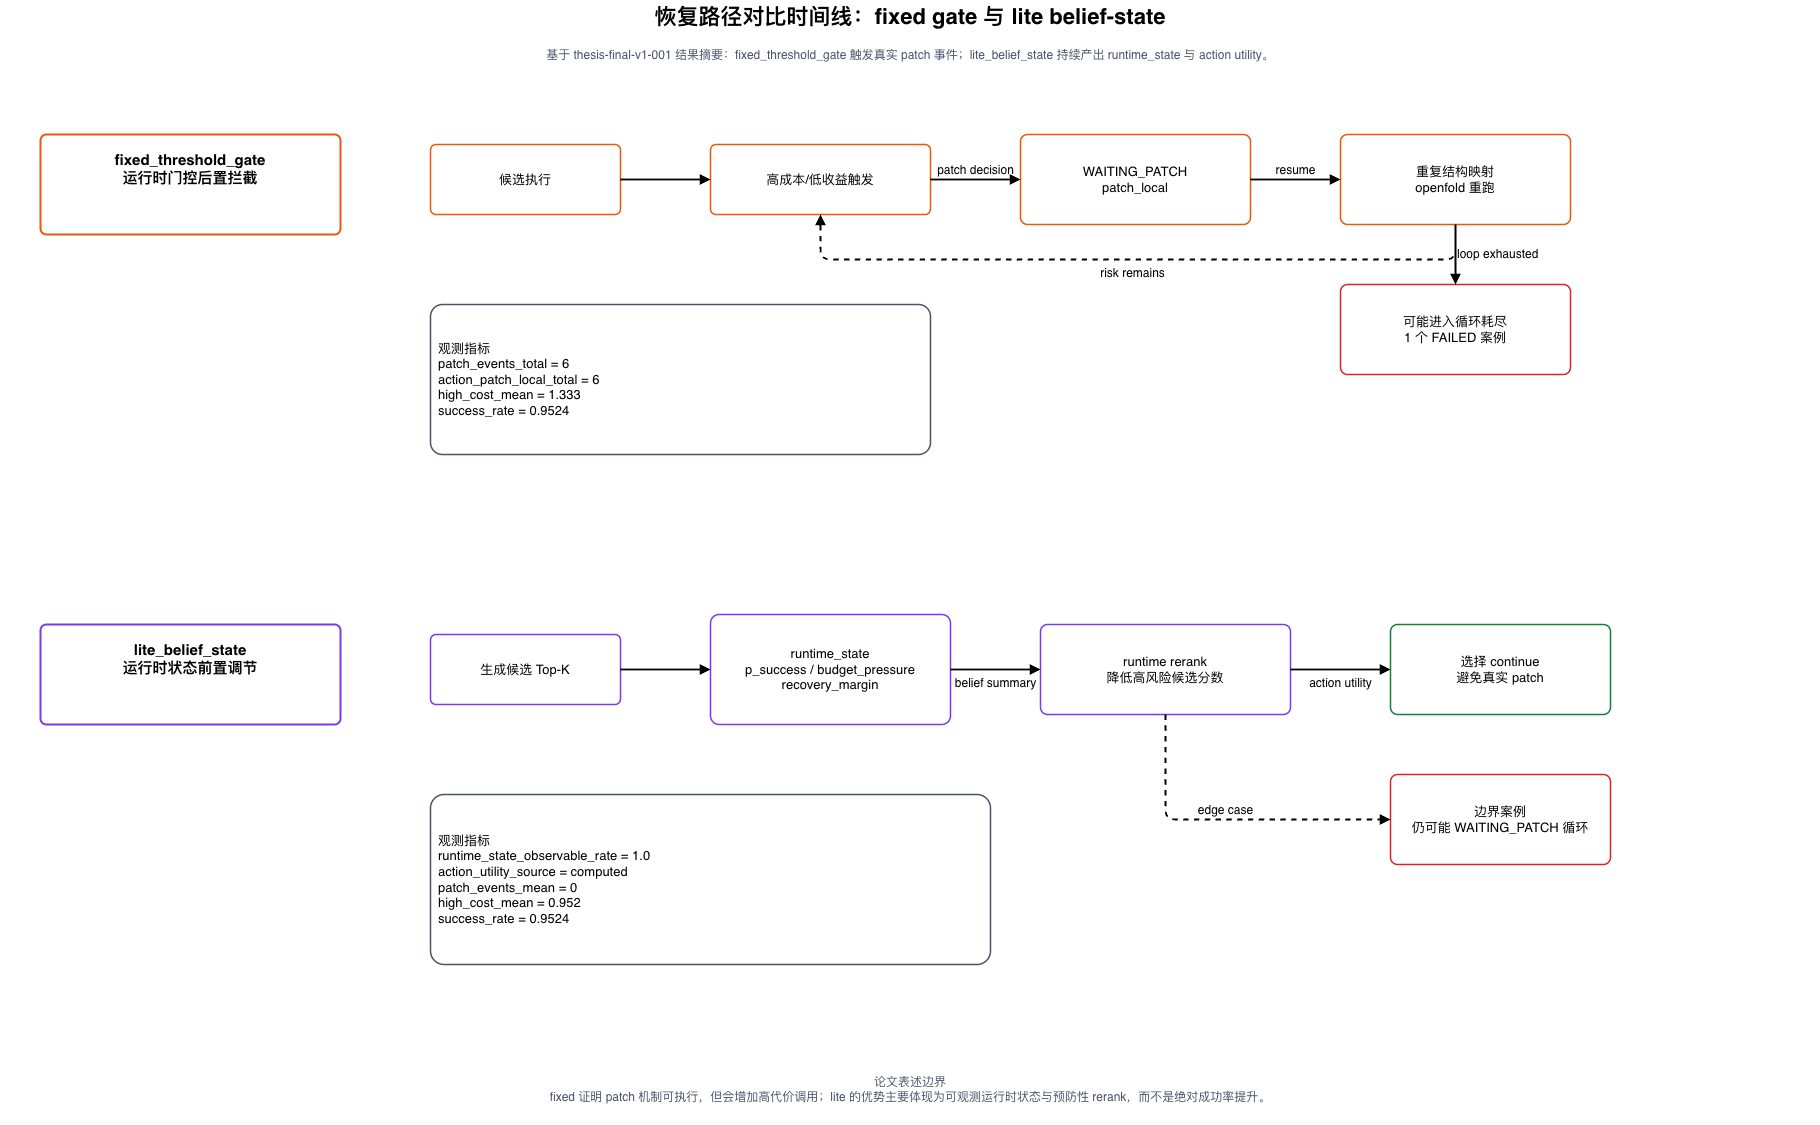 恢复路径对比时间线：fixed gate 与 lite belief-state
基于 thesis-final-v1-001 结果摘要：fixed_threshold_gate 触发真实 patch 事件；lite_belief_state 持续产出 runtime_state 与 action utility。
fixed_threshold_gate
运行时门控后置拦截
候选执行
高成本/低收益触发
patch decision
WAITING_PATCH
patch_local
resume
重复结构映射
openfold 重跑
loop exhausted
risk remains
可能进入循环耗尽
1 个 FAILED 案例
观测指标
patch_events_total = 6
action_patch_local_total = 6
high_cost_mean = 1.333
success_rate = 0.9524
lite_belief_state
运行时状态前置调节
生成候选 Top-K
runtime_state
p_success / budget_pressure
recovery_margin
belief summary
runtime rerank
降低高风险候选分数
action utility
选择 continue
避免真实 patch
edge case
边界案例
仍可能 WAITING_PATCH 循环
观测指标
runtime_state_observable_rate = 1.0
action_utility_source = computed
patch_events_mean = 0
high_cost_mean = 0.952
success_rate = 0.9524
论文表述边界
fixed 证明 patch 机制可执行，但会增加高代价调用；lite 的优势主要体现为可观测运行时状态与预防性 rerank，而不是绝对成功率提升。